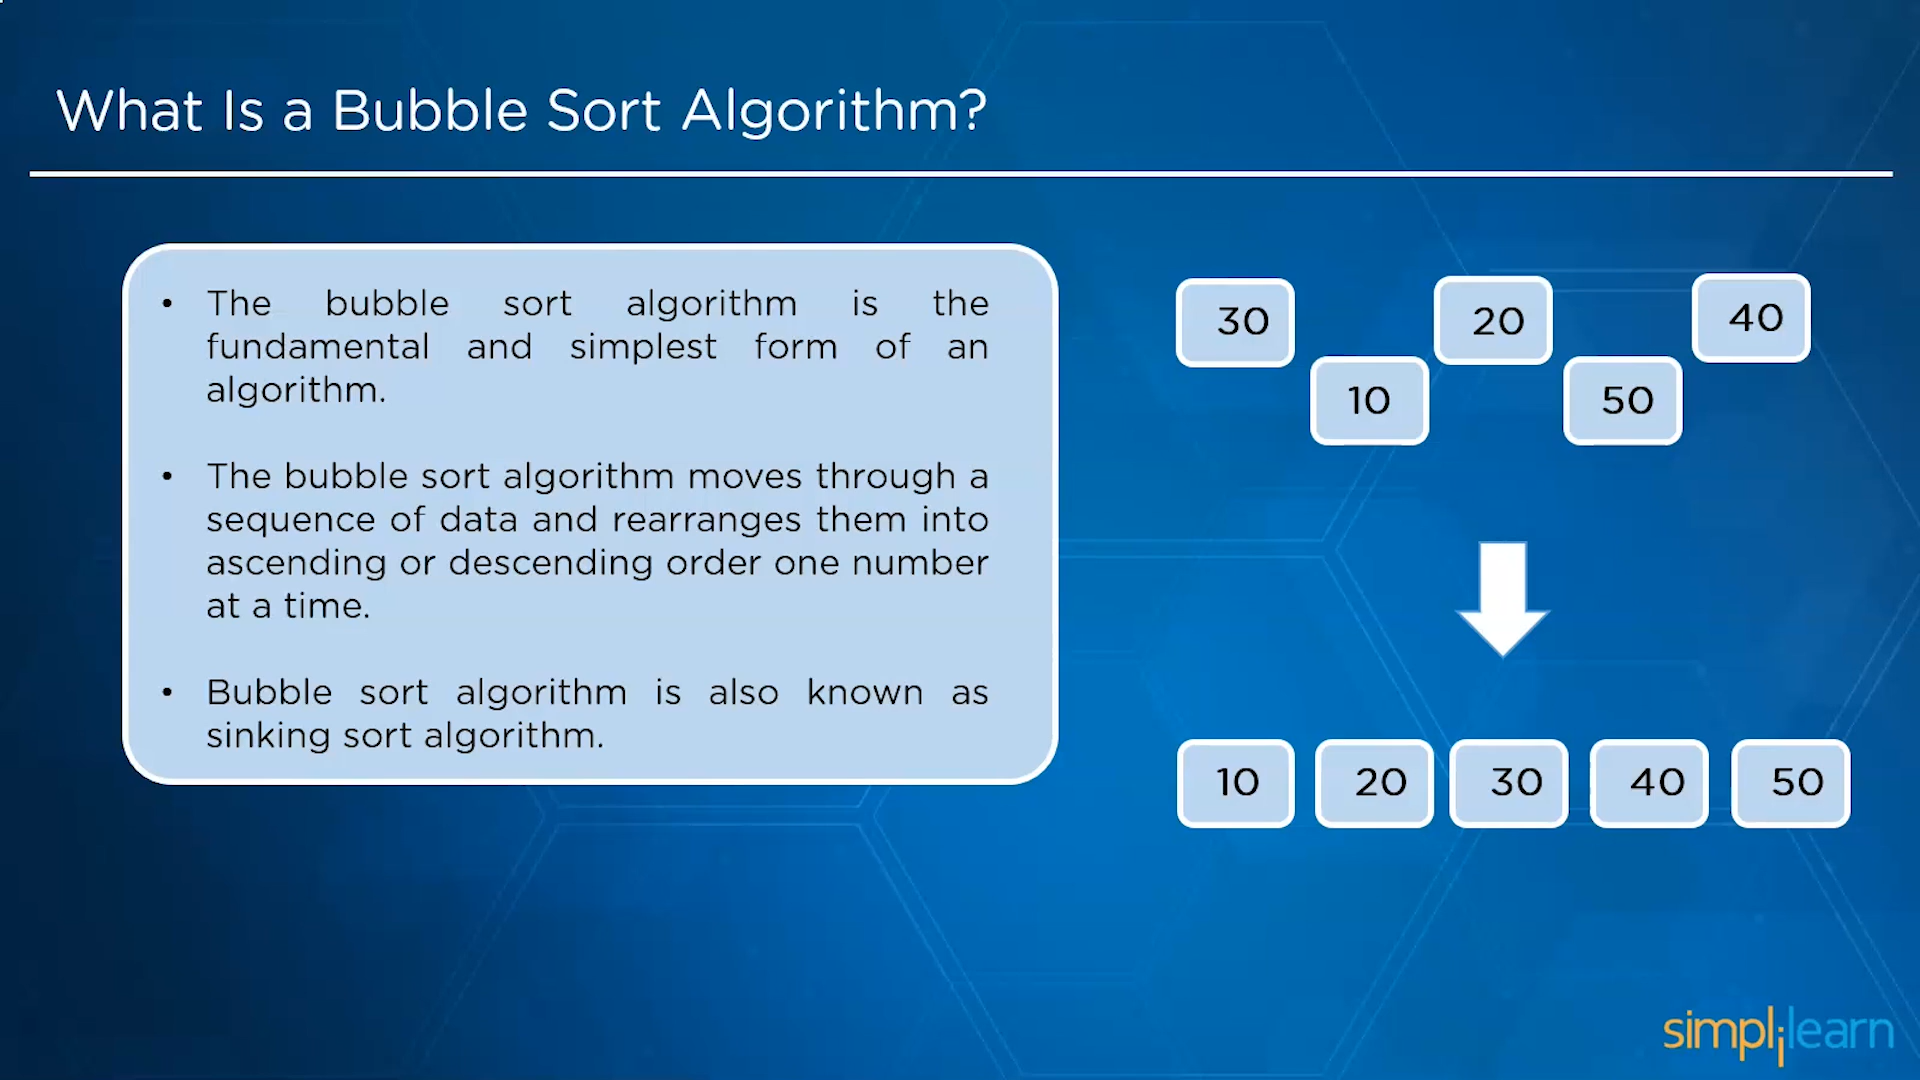 What Is a Bubble Sort Algorithm?
• The bubble sort algorithm is the
fundamental and simplest form of an
algorithm.
• The bubble sort algorithm moves through a
sequence of data and rearranges them into
ascending or descending order one number
at a time.
• Bubble sort algorithm is also known as
sinking sort algorithm.
30 10 20 50 40
10 20 30 40 50
simplilearn